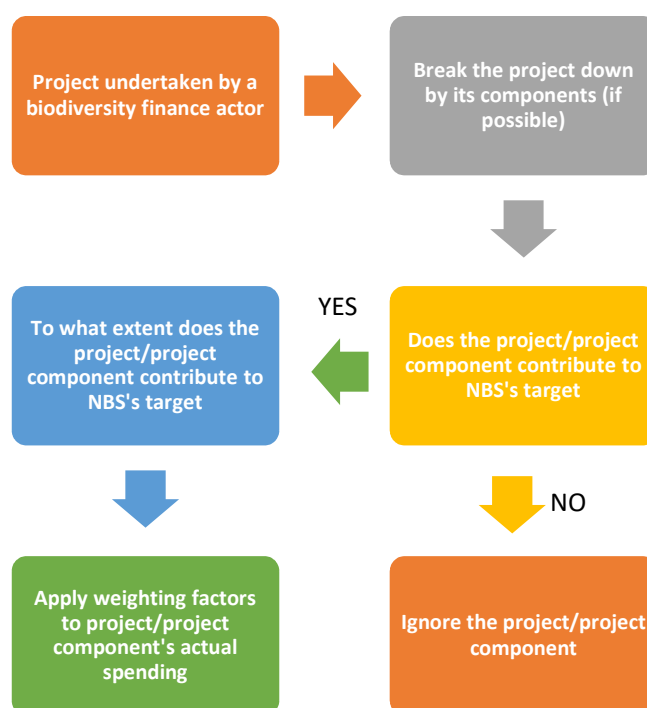 Project undertaken by a
biodiversity finance actor
Break the project down
by its components (if
possible)
YES
To what extent does the
project/project
component contribute to
NBS's target
Does the project/project
component contribute to
NBS's target
NO
Apply weighting factors
to project/project
component's actual
spending
Ignore the project/project
component